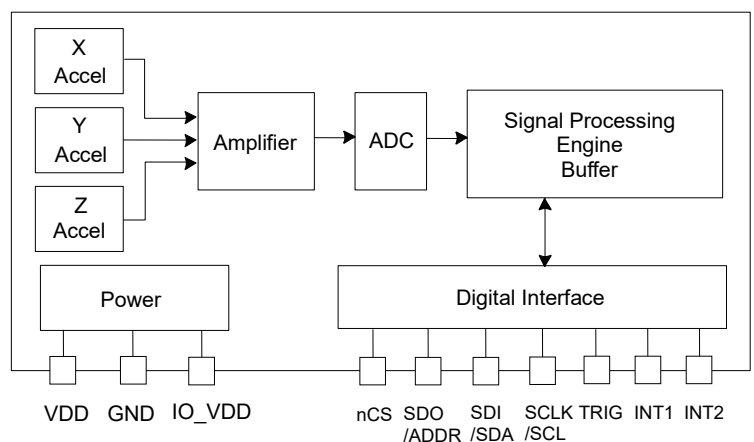 X
Accel
Y
Accel
Z
Accel
Amplifier
ADC
Signal Processing
Engine
Buffer
Power
Digital Interface
VDD
GND
IO_VDD
nCS
SDO
/ADDR
SDI
/SDA
SCLK
/SCL
TRIG
INT1
INT2